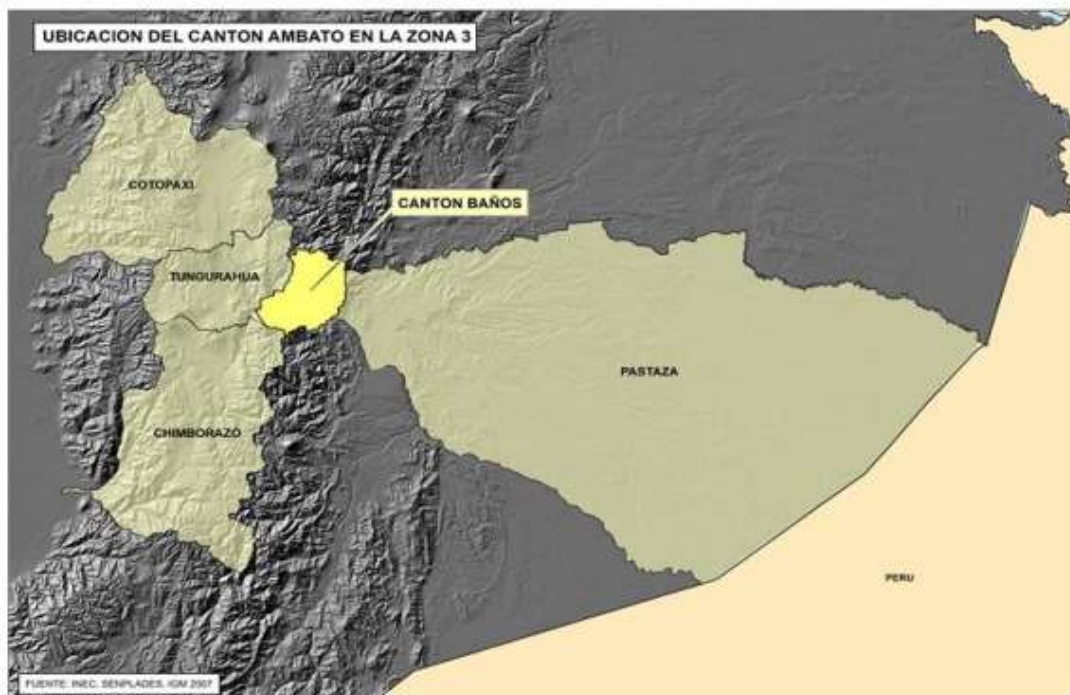 UBICACION DEL CANTON AMBATO EN LA ZONA 3
COTOPAXI
CANTON BAÑOS
TUNGURAHUA
PASTAZA
CHIMBORAZO
PERU
FUENTE: INEC. SENPLADES. IGM 2007